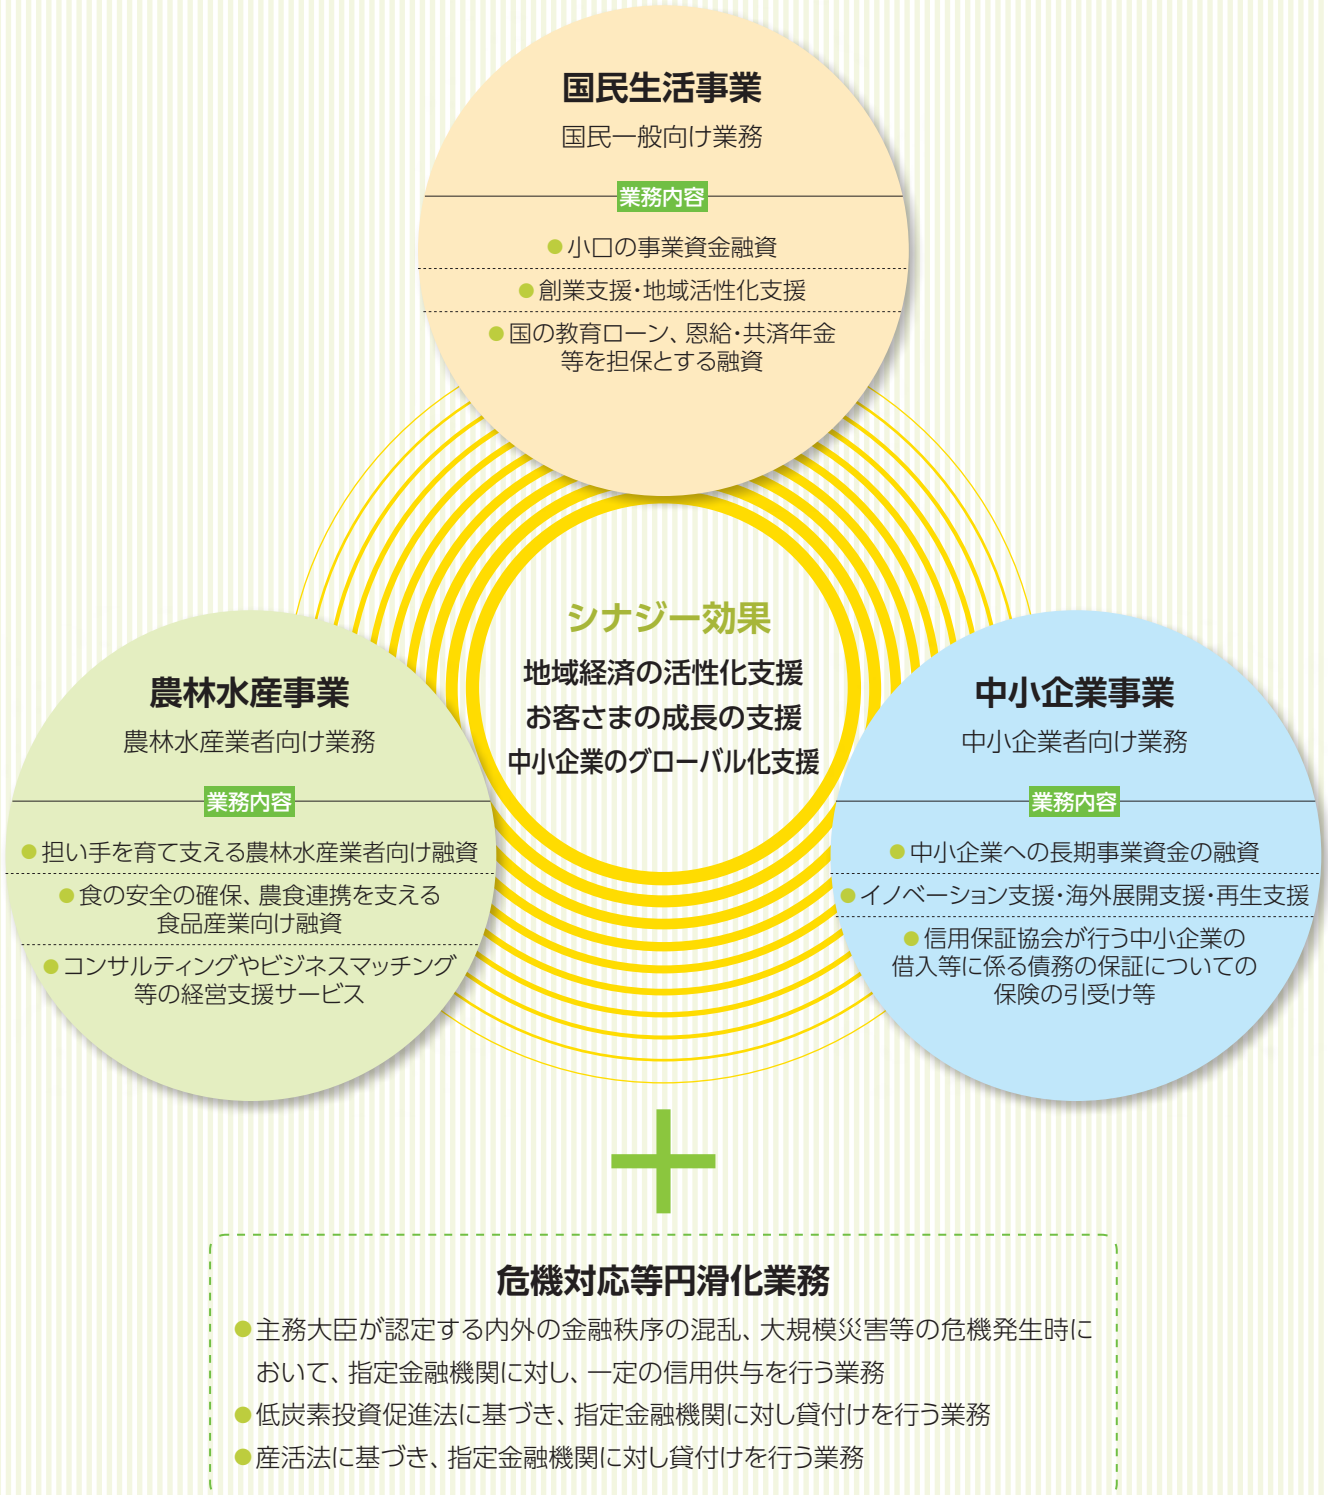 国民生活事業
国民一般向け業務
業務内容
●小口の事業資金融資
●創業支援・地域活性化支援
●国の教育ローン、恩給・共済年金
等を担保とする融資
シナジー効果
地域経済の活性化支援
お客さまの成長の支援
中小企業のグローバル化支援
農林水産事業
農林水産業者向け業務
業務内容
●担い手を育て支える農林水産業者向け融資
●食の安全の確保、農食連携を支える
食品産業向け融資
●コンサルティングやビジネスマッチング
等の経営支援サービス
中小企業事業
中小企業者向け業務
業務内容
●中小企業への長期事業資金の融資
●イノベーション支援・海外展開支援・再生支援
●信用保証協会が行う中小企業の
借入等に係る債務の保証についての
保険の引受け等
+
危機対応等円滑化業務
●主務大臣が認定する内外の金融秩序の混乱、大規模災害等の危機発生時に
おいて、指定金融機関に対し、一定の信用供与を行う業務
●低炭素投資促進法に基づき、指定金融機関に対し貸付けを行う業務
●産活法に基づき、指定金融機関に対し貸付けを行う業務